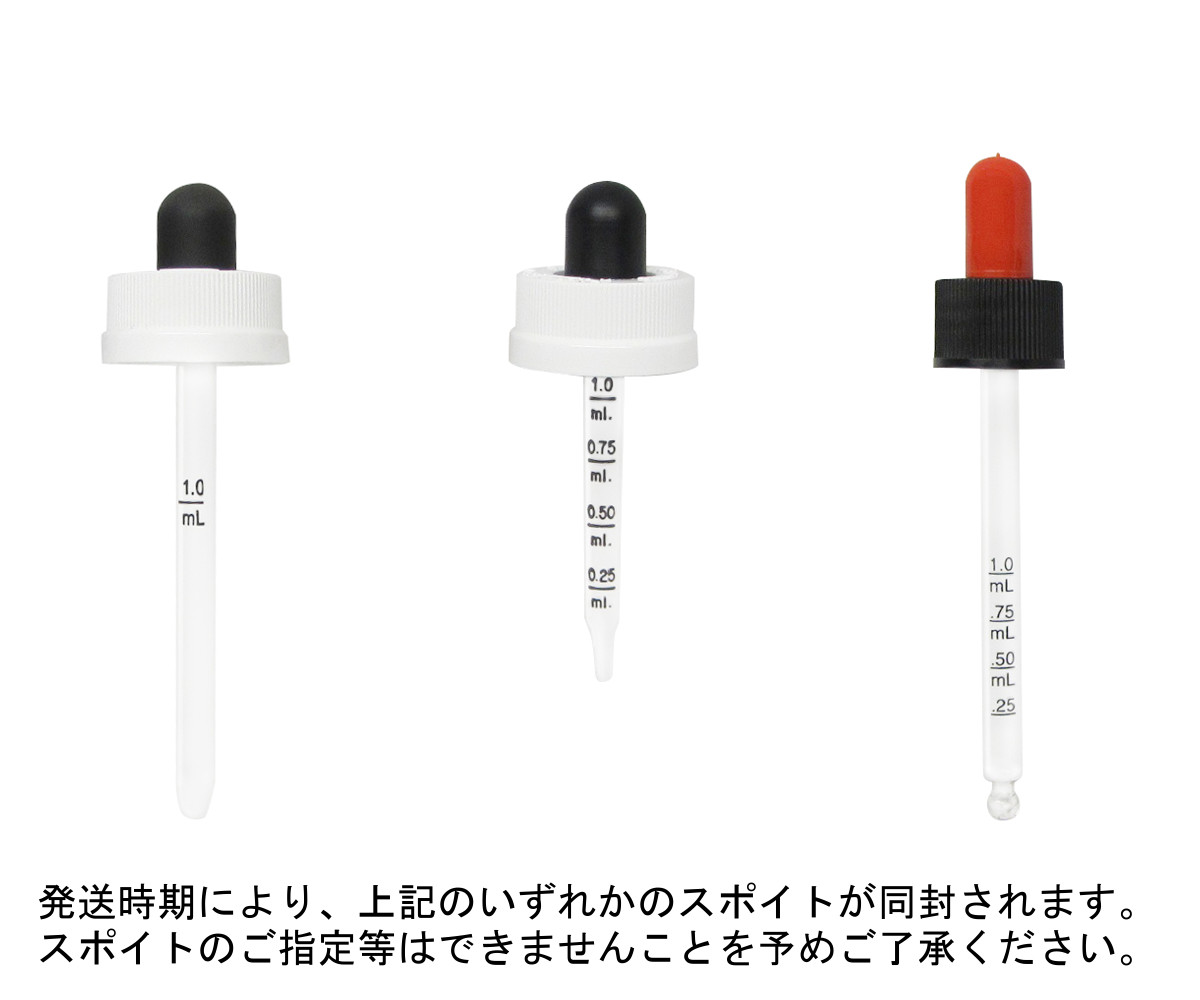 1.0
mL
1.0
ml.
0.75
ml.
0.50
ml.
0.25
ml.
1.0
mL
.75
mL
.50
mL
.25
発送時期により、上記のいずれかのスポイトが同封されます。
スポイトのご指定等はできませんことを予めご了承ください。